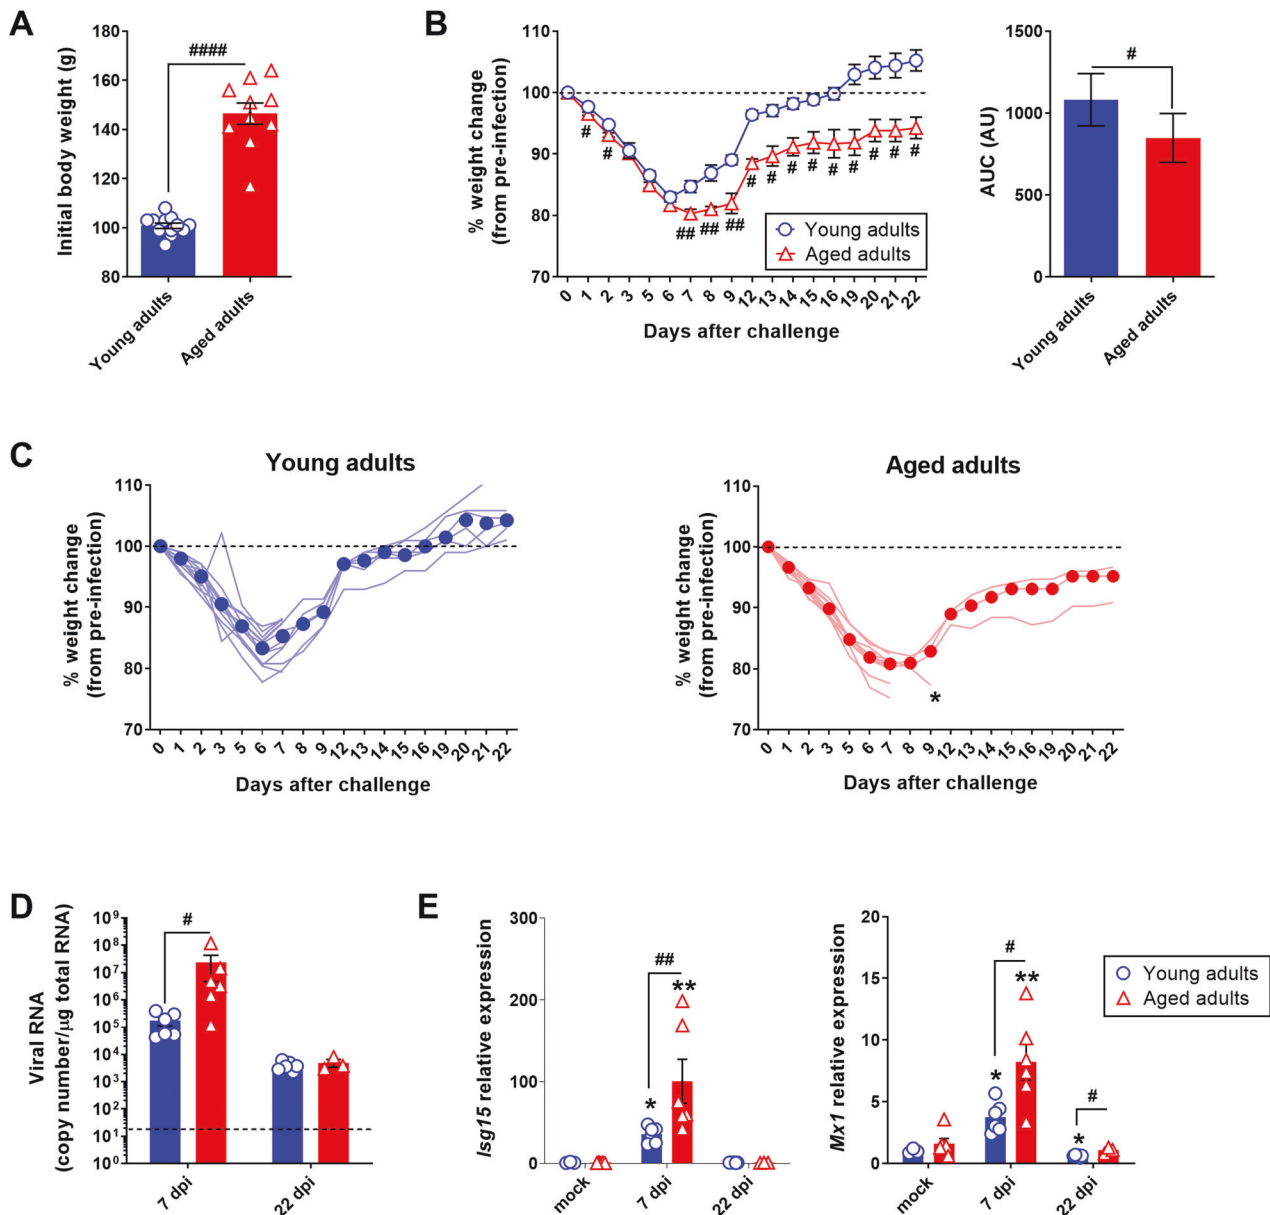 A
Initial body weight (g)
180
160
140
120
100
80
####
Young adults
Aged adults
B
% weight change
(from pre-infection)
110
100
90
80
70
# # ## ## ## # # # # # # # # #
Young adults
Aged adults
0 1 2 3 5 6 7 8 9 12 13 14 15 16 19 20 21 22
Days after challenge
AUC (AU)
1500
1000
500
0
#
Young adults
Aged adults
C
Young adults
% weight change
(from pre-infection)
110
100
90
80
70
0 1 2 3 5 6 7 8 9 12 13 14 15 16 19 20 21 22
Days after challenge
Aged adults
% weight change
(from pre-infection)
110
100
90
80
70
*
0 1 2 3 5 6 7 8 9 12 13 14 15 16 19 20 21 22
Days after challenge
D
Viral RNA
(copy number/μg total RNA)
10⁹
10⁸
10⁷
10⁶
10⁵
10⁴
10³
10²
10¹
10⁰
#
7 dpi
22 dpi
E
Isg15 relative expression
300
200
100
0
##
**
*
mock
7 dpi
22 dpi
Mx1 relative expression
20
15
10
5
0
#
**
*
#
*
mock
7 dpi
22 dpi
Young adults
Aged adults